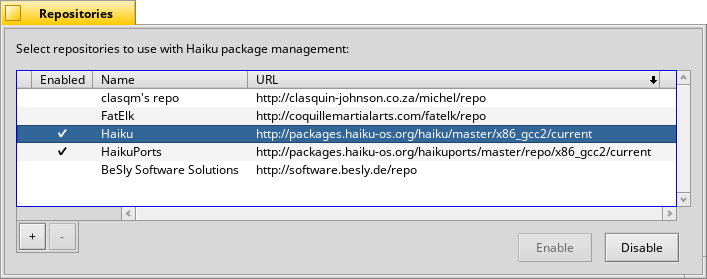 Repositories
Select repositories to use with Haiku package management:
Enabled Name URL
clasqm's repo http://clasquin-johnson.co.za/michel/repo
FatElk http://coquillemartialarts.com/fatelk/repo
✓ Haiku http://packages.haiku-os.org/haiku/master/x86_gcc2/current
✓ HaikuPorts http://packages.haiku-os.org/haikuports/master/repo/x86_gcc2/current
BeSly Software Solutions http://software.besly.de/repo
+ -
Enable Disable